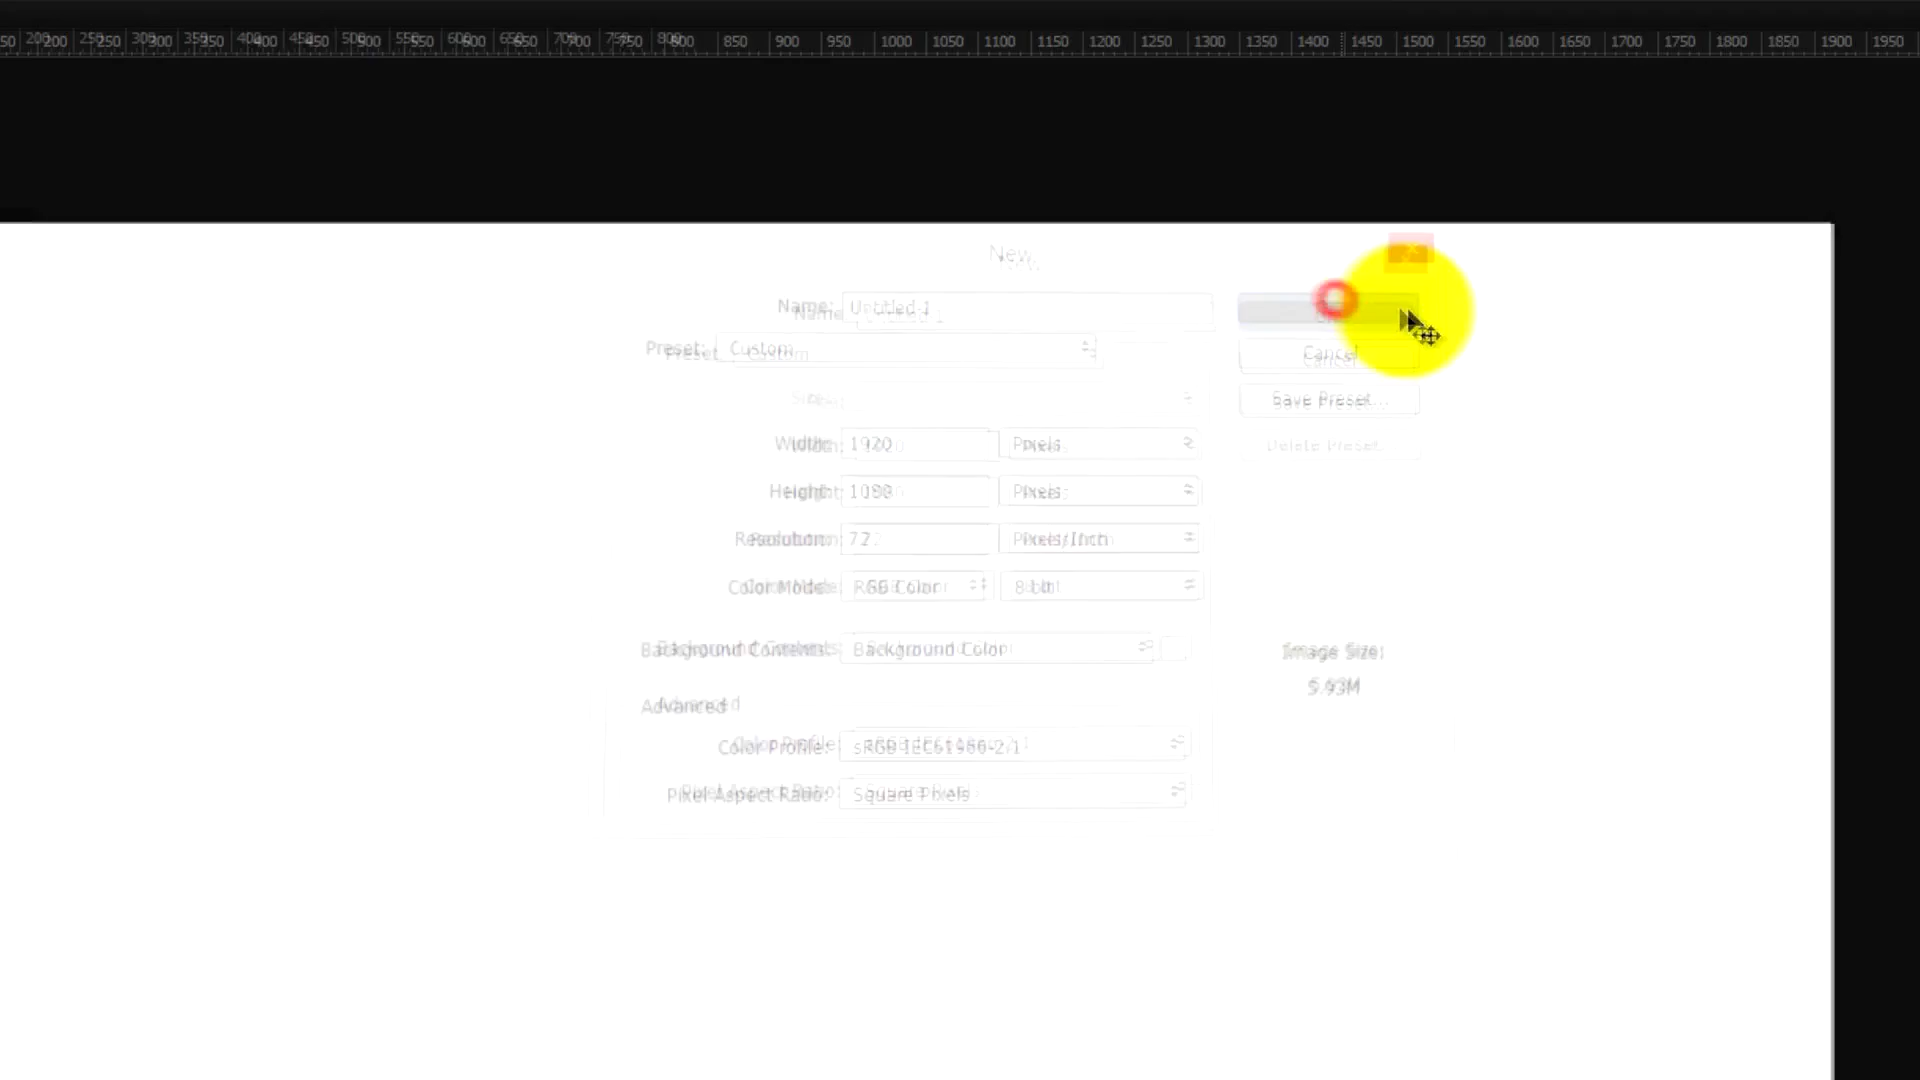 50 200 250 300 350 400 450 500 550 600 650 700 750 800 850 900 950 1000 1050 1100 1150 1200 1250 1300 1350 1400 1450 1500 1550 1600 1650 1700 1750 1800 1850 1900 1950
New
Name: Untitled-1
Preset: Custom
Cancel
Size:
Save Preset...
Width: 1920 Pixels
Delete Preset...
Height: 1080 Pixels
Resolution: 72 Pixels/Inch
Color Mode: RGB Color 8 bit
Background Contents: Background Color
Image Size:
5.93M
Advanced
Color Profile: sRGB IEC61966-2.1
Pixel Aspect Ratio: Square Pixels